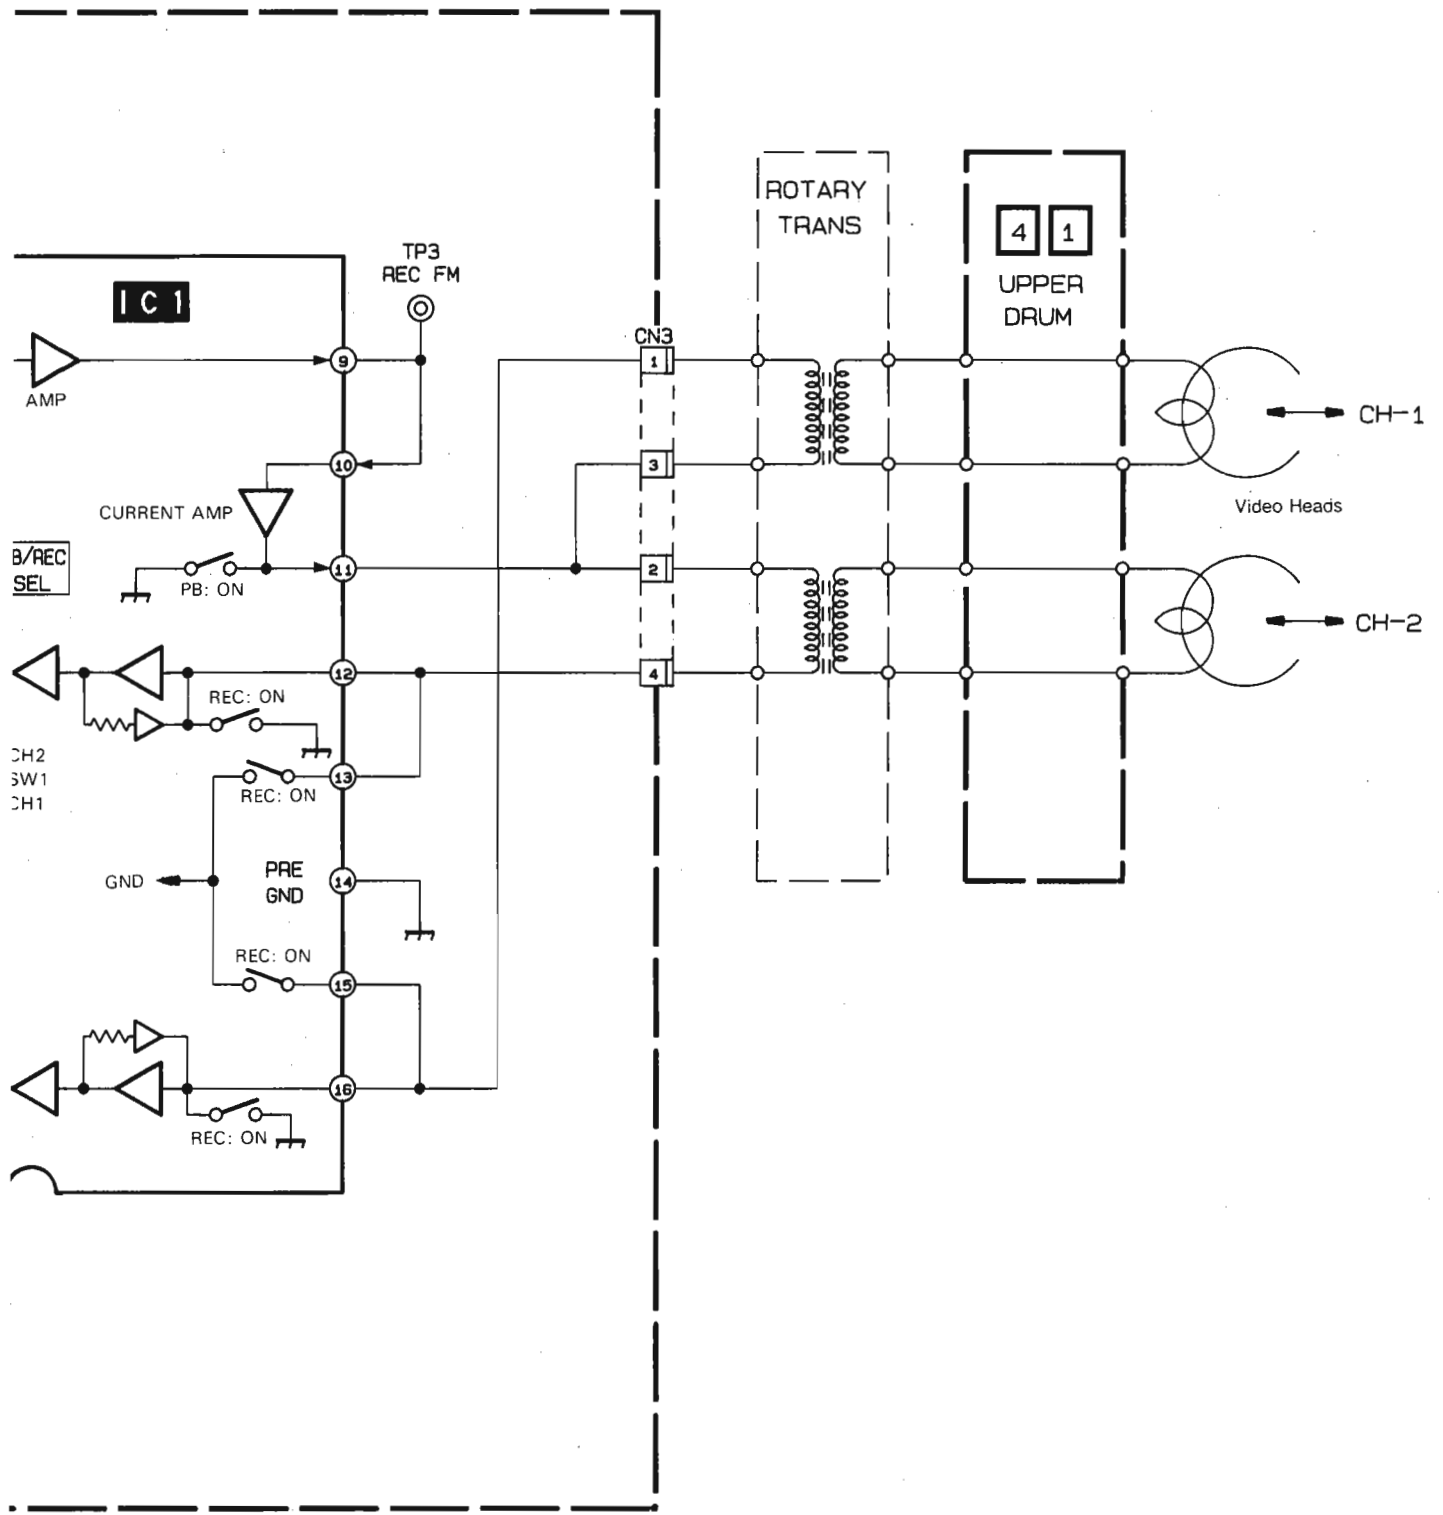 ROTARY
TRANS
4 1
UPPER
DRUM
TP3
REC FM
IC1
CN3
AMP
9
1
CH-1
10
3
CURRENT AMP
Video Heads
B/REC
SEL
PB: ON
11
2
CH-2
12
4
REC: ON
CH2
SW1
CH1
13
REC: ON
GND
PRE
GND
14
REC: ON
15
16
REC: ON